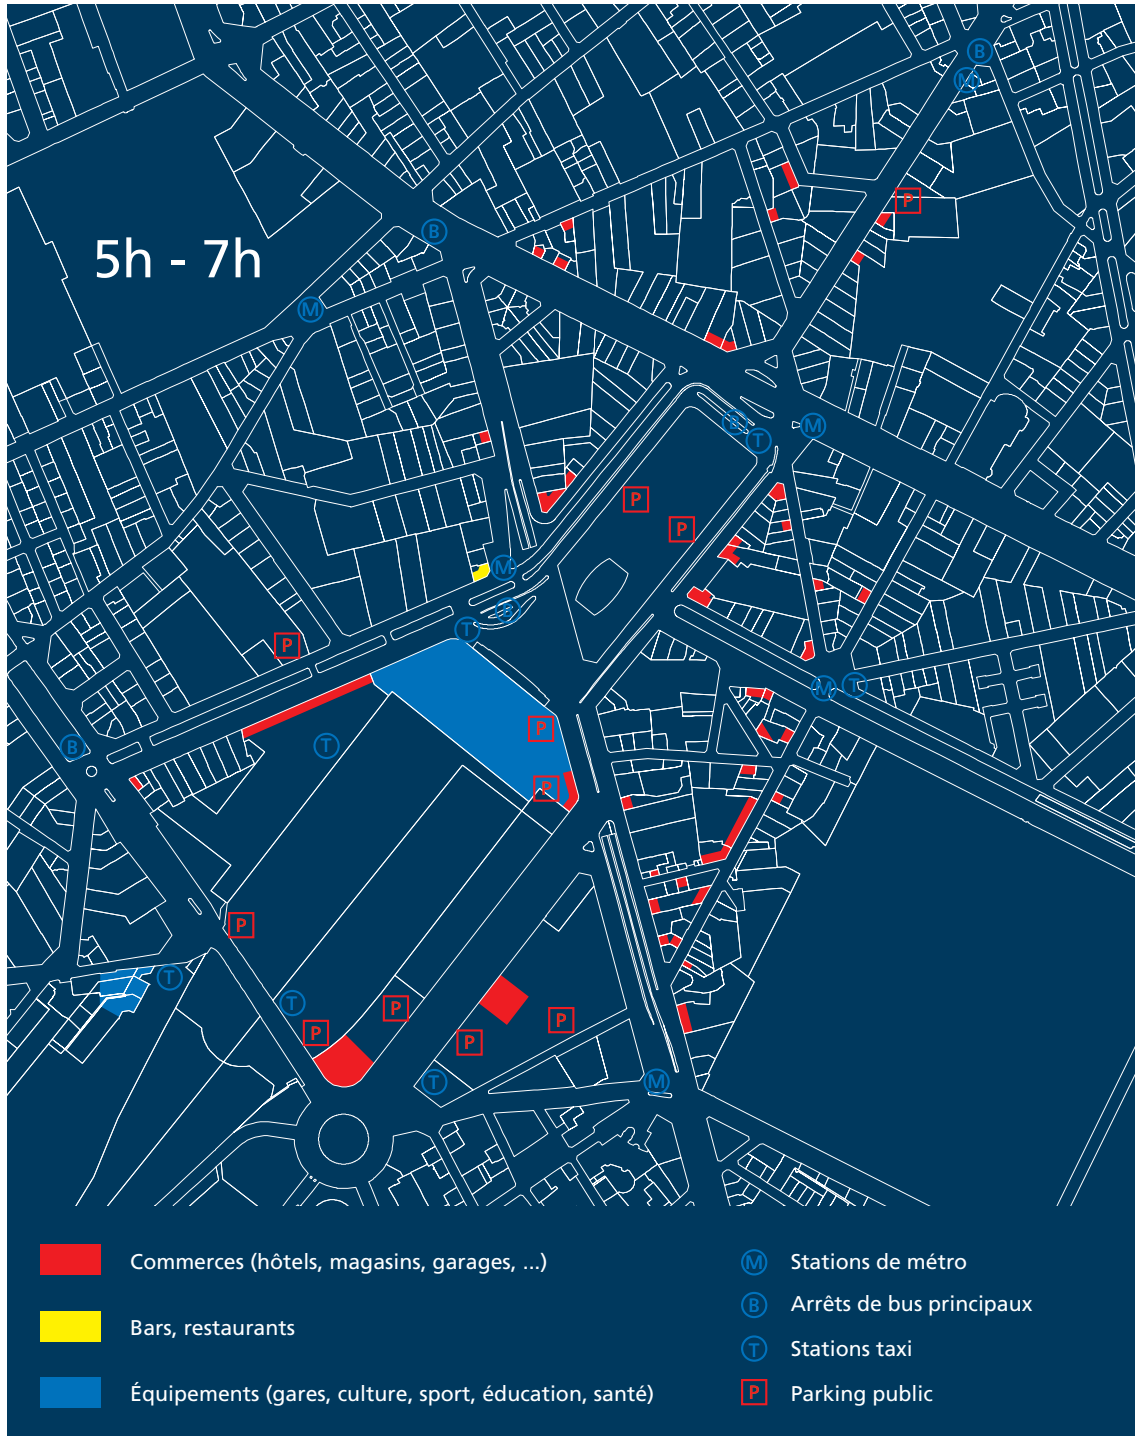 B
M
P
5h - 7h
B
M
B
T
M
P
P
M
B
T
P
M
T
P
B
T
P
P
T
T
P
P
P
P
T
M
Commerces (hôtels, magasins, garages, ...)
Bars, restaurants
Équipements (gares, culture, sport, éducation, santé)
M Stations de métro
B Arrêts de bus principaux
T Stations taxi
P Parking public